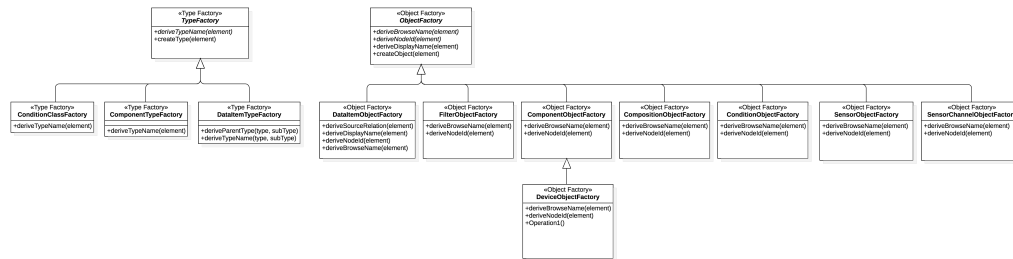 «Type Factory»
TypeFactory
+deriveTypeName(element)
+createType(element)
«Object Factory»
ObjectFactory
+deriveBrowseName(element)
+deriveNodeId(element)
+deriveDisplayName(element)
+createObject(element)
«Type Factory»
ConditionClassFactory
+deriveTypeName(element)
«Type Factory»
ComponentTypeFactory
+deriveTypeName(element)
«Type Factory»
DataItemTypeFactory
+deriveParentType(type, subType)
+deriveTypeName(type, subType)
«Object Factory»
DataItemObjectFactory
+deriveSourceRelation(element)
+deriveDisplayName(element)
+deriveNodeId(element)
+deriveBrowseName(element)
«Object Factory»
FilterObjectFactory
+deriveBrowseName(element)
+deriveNodeId(element)
«Object Factory»
ComponentObjectFactory
+deriveBrowseName(element)
+deriveNodeId(element)
«Object Factory»
CompositionObjectFactory
+deriveBrowseName(element)
+deriveNodeId(element)
«Object Factory»
ConditionObjectFactory
+deriveBrowseName(element)
+deriveNodeId(element)
«Object Factory»
SensorObjectFactory
+deriveBrowseName(element)
+deriveNodeId(element)
«Object Factory»
SensorChannelObjectFactory
+deriveBrowseName(element)
+deriveNodeId(element)
«Object Factory»
DeviceObjectFactory
+deriveBrowseName(element)
+deriveNodeId(element)
+Operation1()